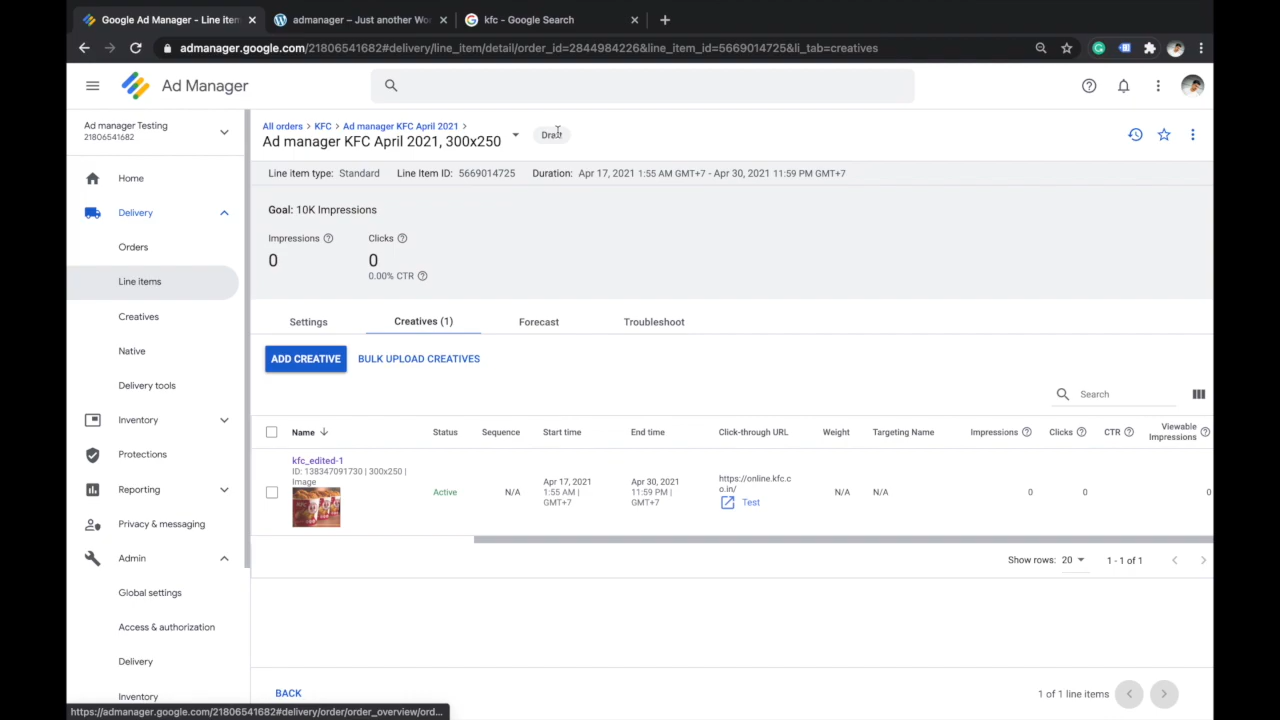 Google Ad Manager - Line item
admanager – Just another Wo
kfc - Google Search
admanager.google.com/21806541682#delivery/line_item/detail/order_id=2844984226&line_item_id=5669014725&li_tab=creatives
Ad Manager
Ad manager Testing
21806541682
Home
Delivery
Orders
Line items
Creatives
Native
Delivery tools
Inventory
Protections
Reporting
Privacy & messaging
Admin
Global settings
Access & authorization
Delivery
Inventory
All orders > KFC > Ad manager KFC April 2021 >
Ad manager KFC April 2021, 300x250
Draft
Line item type: Standard Line Item ID: 5669014725 Duration: Apr 17, 2021 1:55 AM GMT+7 - Apr 30, 2021 11:59 PM GMT+7
Goal: 10K Impressions
Impressions Clicks
0 0
0.00% CTR
Settings Creatives (1) Forecast Troubleshoot
ADD CREATIVE BULK UPLOAD CREATIVES
Search
Name Status Sequence Start time End time Click-through URL Weight Targeting Name Impressions Clicks CTR Viewable Impressions
kfc_edited-1
ID: 138347091730 | 300x250 |
Image
Active
N/A
Apr 17, 2021
1:55 AM |
GMT+7
Apr 30, 2021
11:59 PM |
GMT+7
https://online.kfc.c
o.in/
Test
N/A
N/A
0
0
0
Show rows: 20 1 - 1 of 1
BACK
1 of 1 line items
https://admanager.google.com/21806541682#delivery/order/order_overview/ord...